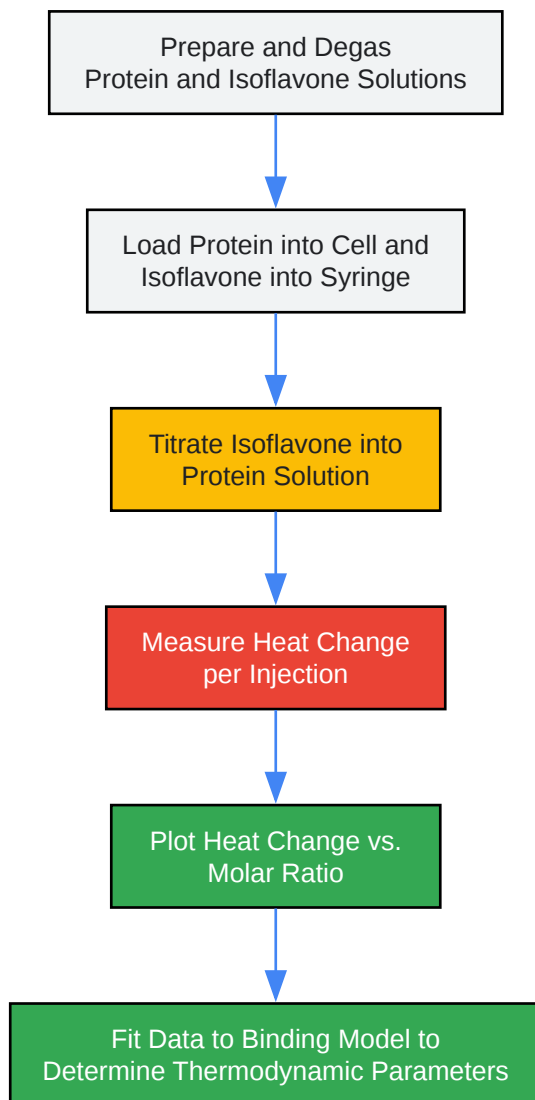 Prepare and Degas
Protein and Isoflavone Solutions
Load Protein into Cell and
Isoflavone into Syringe
Titrate Isoflavone into
Protein Solution
Measure Heat Change
per Injection
Plot Heat Change vs.
Molar Ratio
Fit Data to Binding Model to
Determine Thermodynamic Parameters